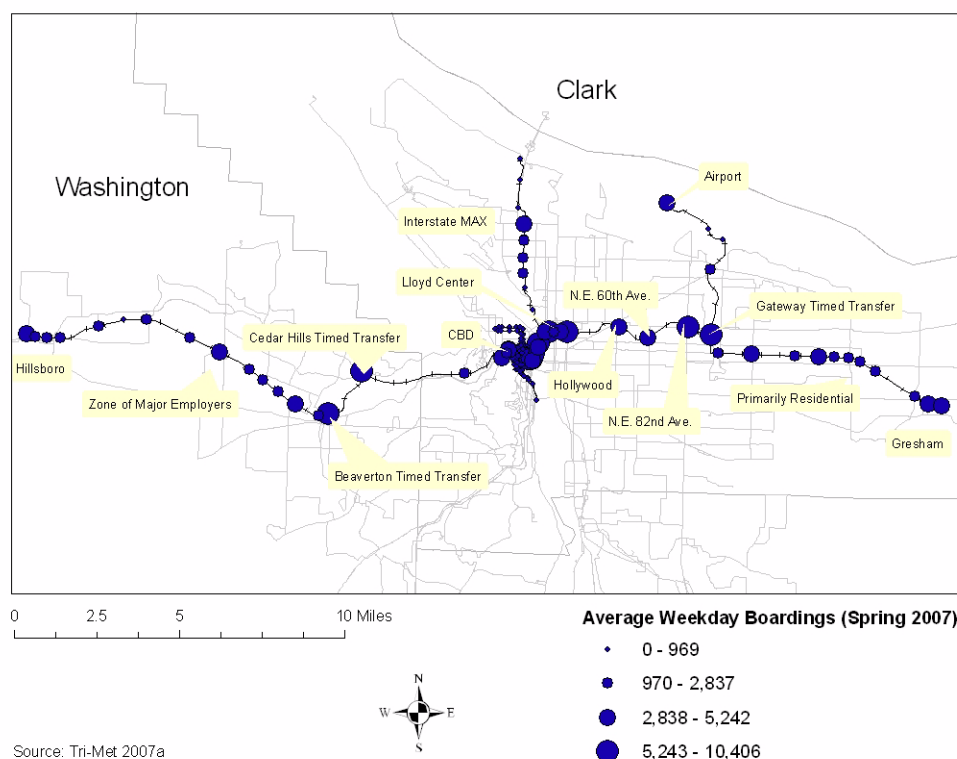 Clark
Washington
Airport
Interstate MAX
Lloyd Center
N.E. 60th Ave.
Gateway Timed Transfer
Cedar Hills Timed Transfer
CBD
Hillsboro
Hollywood
Zone of Major Employers
Primarily Residential
N.E. 82nd Ave.
Gresham
Beaverton Timed Transfer
0 2.5 5 10 Miles
Average Weekday Boardings (Spring 2007)
0 - 969
970 - 2,837
2,838 - 5,242
5,243 - 10,406
N
W E
S
Source: Tri-Met 2007a